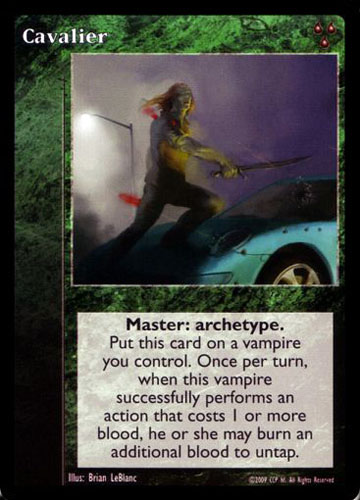 Cavalier
Master: archetype.
Put this card on a vampire
you control. Once per turn,
when this vampire
successfully performs an
action that costs 1 or more
blood, he or she may burn an
additional blood to untap.
Illus: Brian LeBlanc
©2009 CCP hf. All Rights Reserved